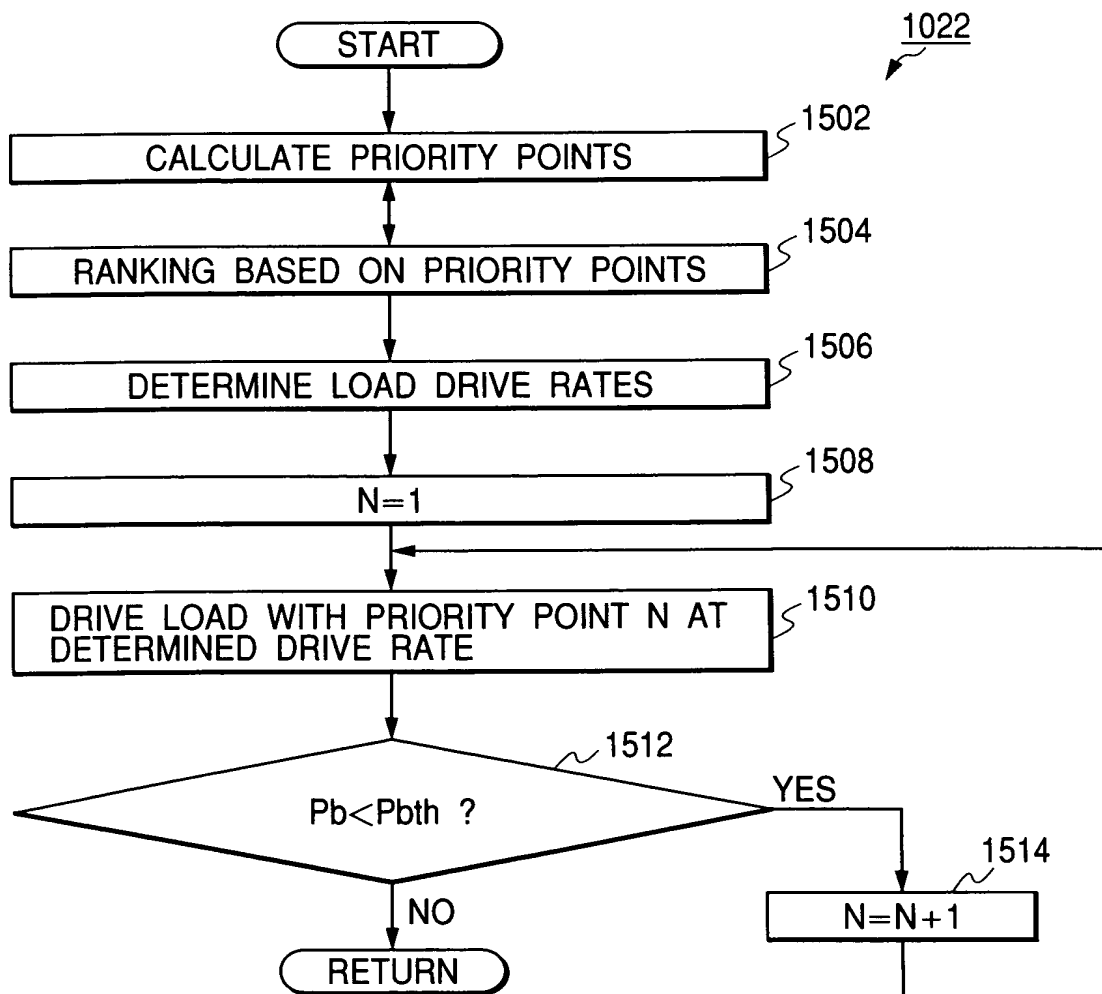 START
1022
1502
CALCULATE PRIORITY POINTS
1504
RANKING BASED ON PRIORITY POINTS
1506
DETERMINE LOAD DRIVE RATES
1508
N=1
1510
DRIVE LOAD WITH PRIORITY POINT N AT
DETERMINED DRIVE RATE
1512
Pb<Pbth ?
YES
1514
N=N+1
NO
RETURN